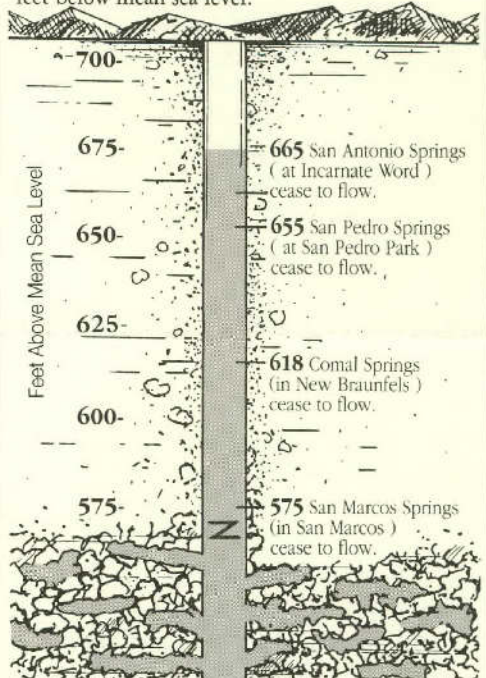 feet below mean sea level.
700-
675-
650-
625-
600-
575-
Feet Above Mean Sea Level
665 San Antonio Springs
( at Incarnate Word )
cease to flow.
655 San Pedro Springs
( at San Pedro Park )
cease to flow.
618 Comal Springs
(in New Braunfels )
cease to flow.
575 San Marcos Springs
(in San Marcos )
cease to flow.